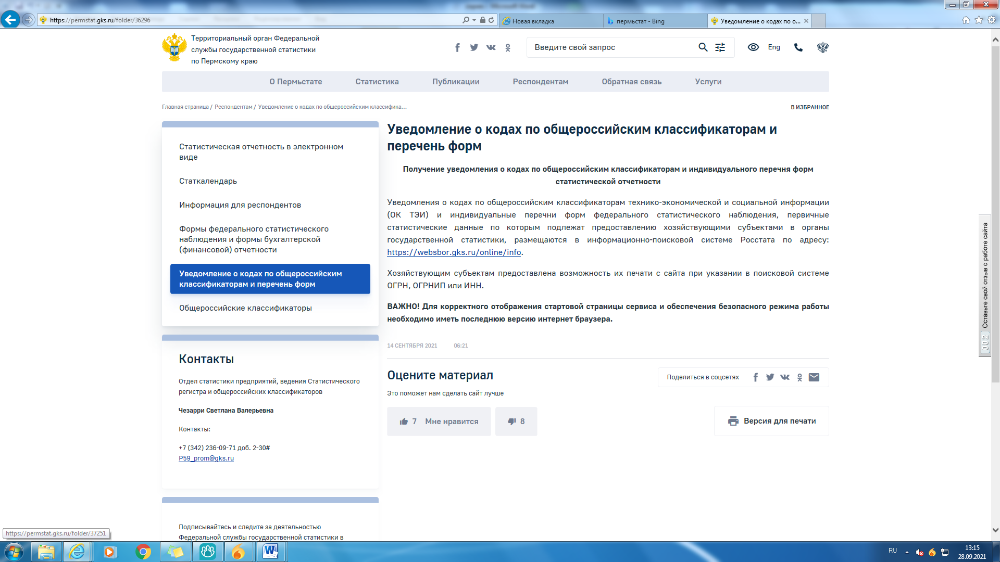 https://permstat.gks.ru/folder/36296
Новая вкладка
пермьстат - Bing
Уведомление о кодах по о...
Территориальный орган Федеральной
службы государственной статистики
по Пермскому краю
Введите свой запрос
Eng
О Пермьстате
Статистика
Публикации
Респондентам
Обратная связь
Услуги
Главная страница / Респондентам / Уведомление о кодах по общероссийским классифика...
В ИЗБРАННОЕ
Статистическая отчетность в электронном
виде
Статкалендарь
Информация для респондентов
Формы федерального статистического
наблюдения и формы бухгалтерской
(финансовой) отчетности
Уведомление о кодах по общероссийским
классификаторам и перечень форм
Общероссийские классификаторы
Контакты
Отдел статистики предприятий, ведения Статистического
регистра и общероссийских классификаторов
Чезарри Светлана Валерьевна
Контакты:
+7 (342) 236-09-71 доб. 2-30#
P59_prom@gks.ru
Подписывайтесь и следите за деятельностью
Федеральной службы государственной статистики в
Уведомление о кодах по общероссийским классификаторам и
перечень форм
Получение уведомления о кодах по общероссийским классификаторам и индивидуального перечня форм
статистической отчетности
Уведомления о кодах по общероссийским классификаторам технико-экономической и социальной информации
(ОК ТЭИ) и индивидуальные перечни форм федерального статистического наблюдения, первичные
статистические данные по которым подлежат предоставлению хозяйствующими субъектами в органы
государственной статистики, размещаются в информационно-поисковой системе Росстата по адресу:
https://websbor.gks.ru/online/info.
Хозяйствующим субъектам предоставлена возможность их печати с сайта при указании в поисковой системе
ОГРН, ОГРНИП или ИНН.
ВАЖНО! Для корректного отображения стартовой страницы сервиса и обеспечения безопасного режима работы
необходимо иметь последнюю версию интернет браузера.
14 СЕНТЯБРЯ 2021 06:21
Оцените материал
Это поможет нам сделать сайт лучше
7 Мне нравится
8
Поделиться в соцсетях
Версия для печати
Оставьте свой отзыв о работе сайта
002
https://permstat.gks.ru/folder/37251
RU
13:15
28.09.2021